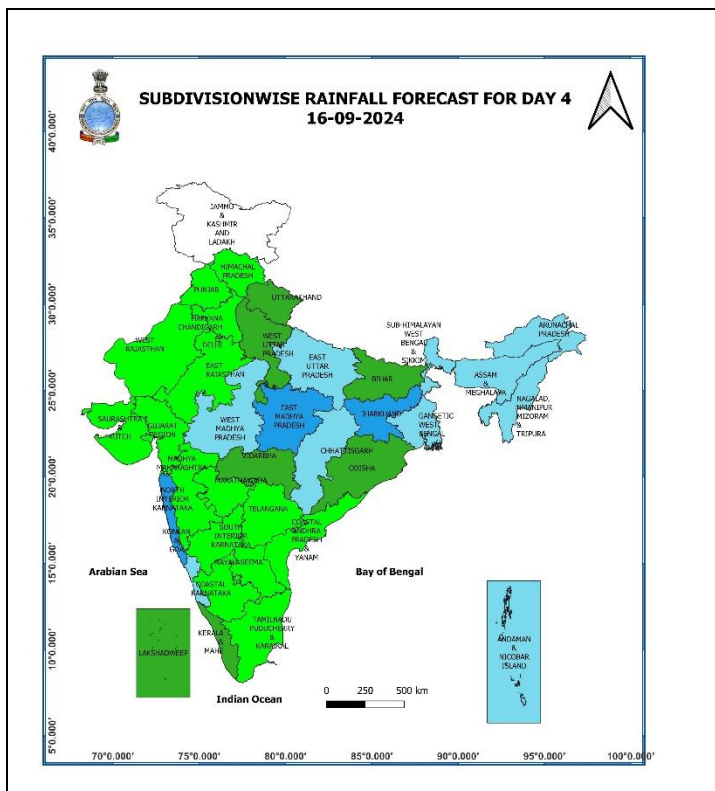 SUBDIVISIONWISE RAINFALL FORECAST FOR DAY 4
16-09-2024
40°0.000'
35°0.000'
30°0.000'
25°0.000'
20°0.000'
15°0.000'
10°0.000'
5°0.000'
JAMMO
&
KASHMIR
AND
LADAKH
HIMACHAL
PRADESH
PUNJAB
UTTARAKHAND
HARYANA
CHANDIGARH
&
DELHI
WEST
UTTAR
PRADESH
WEST
RAJASTHAN
EAST
RAJASTHAN
EAST
UTTAR
PRADESH
SUB-HIMALAYAN
WEST
BENGAL
&
SIKKIM
ARUNACHAL
PRADESH
ASSAM
&
MEGHALAYA
NAGALAD,
NMANIPUR
MIZORAM
&
TRIPURA
BIHAR
SAURASHTRA
&
KUTCH
GUJARAT
REGION
WEST
MADHYA
PRADESH
EAST
MADHYA
PRADESH
JHARKHAND
GANGETIC
WEST
BENGAL
CHHATTISGARH
ODISHA
VIDARBHA
MADHYA
MAHARASHTRA
MARATHAWADA
NORTH
INTERIOR
KARNATAKA
KONKAN
&
GOA
TELANGANA
SOUTH
INTERIOR
KARNATAKA
COASTAL
ANDHRA
PRADESH
&
YANAM
RAYALASEEMA
COASTAL
KARNATAKA
TAMILNADU
PUDUCHERRY
&
KARAIKAL
KERALA
&
MAHE
LAKSHADWEEP
ANDAMAN
&
NICOBAR
ISLAND
Arabian Sea
Bay of Bengal
Indian Ocean
0 250 500 km
70°0.000' 75°0.000' 80°0.000' 85°0.000' 90°0.000' 95°0.000' 100°0.000'